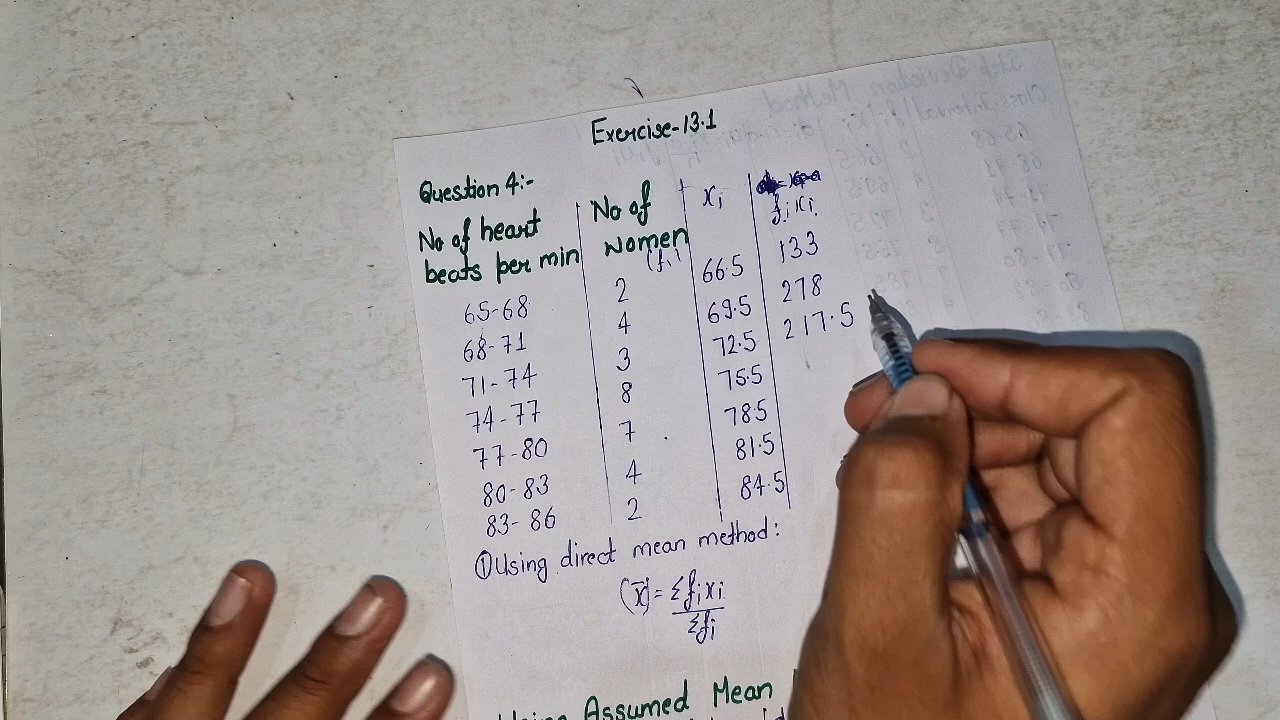 Exercise-13.1
Question 4:-
No of heart beats per min | No of women (fi) | xi | fixi
65-68 2 66.5 133
68-71 4 69.5 278
71-74 3 72.5 217.5
74-77 8 75.5
77-80 7 78.5
80-83 4 81.5
83-86 2 84.5
①Using direct mean method:
(x̄)= Σfixi
Σfi
Assumed Mean